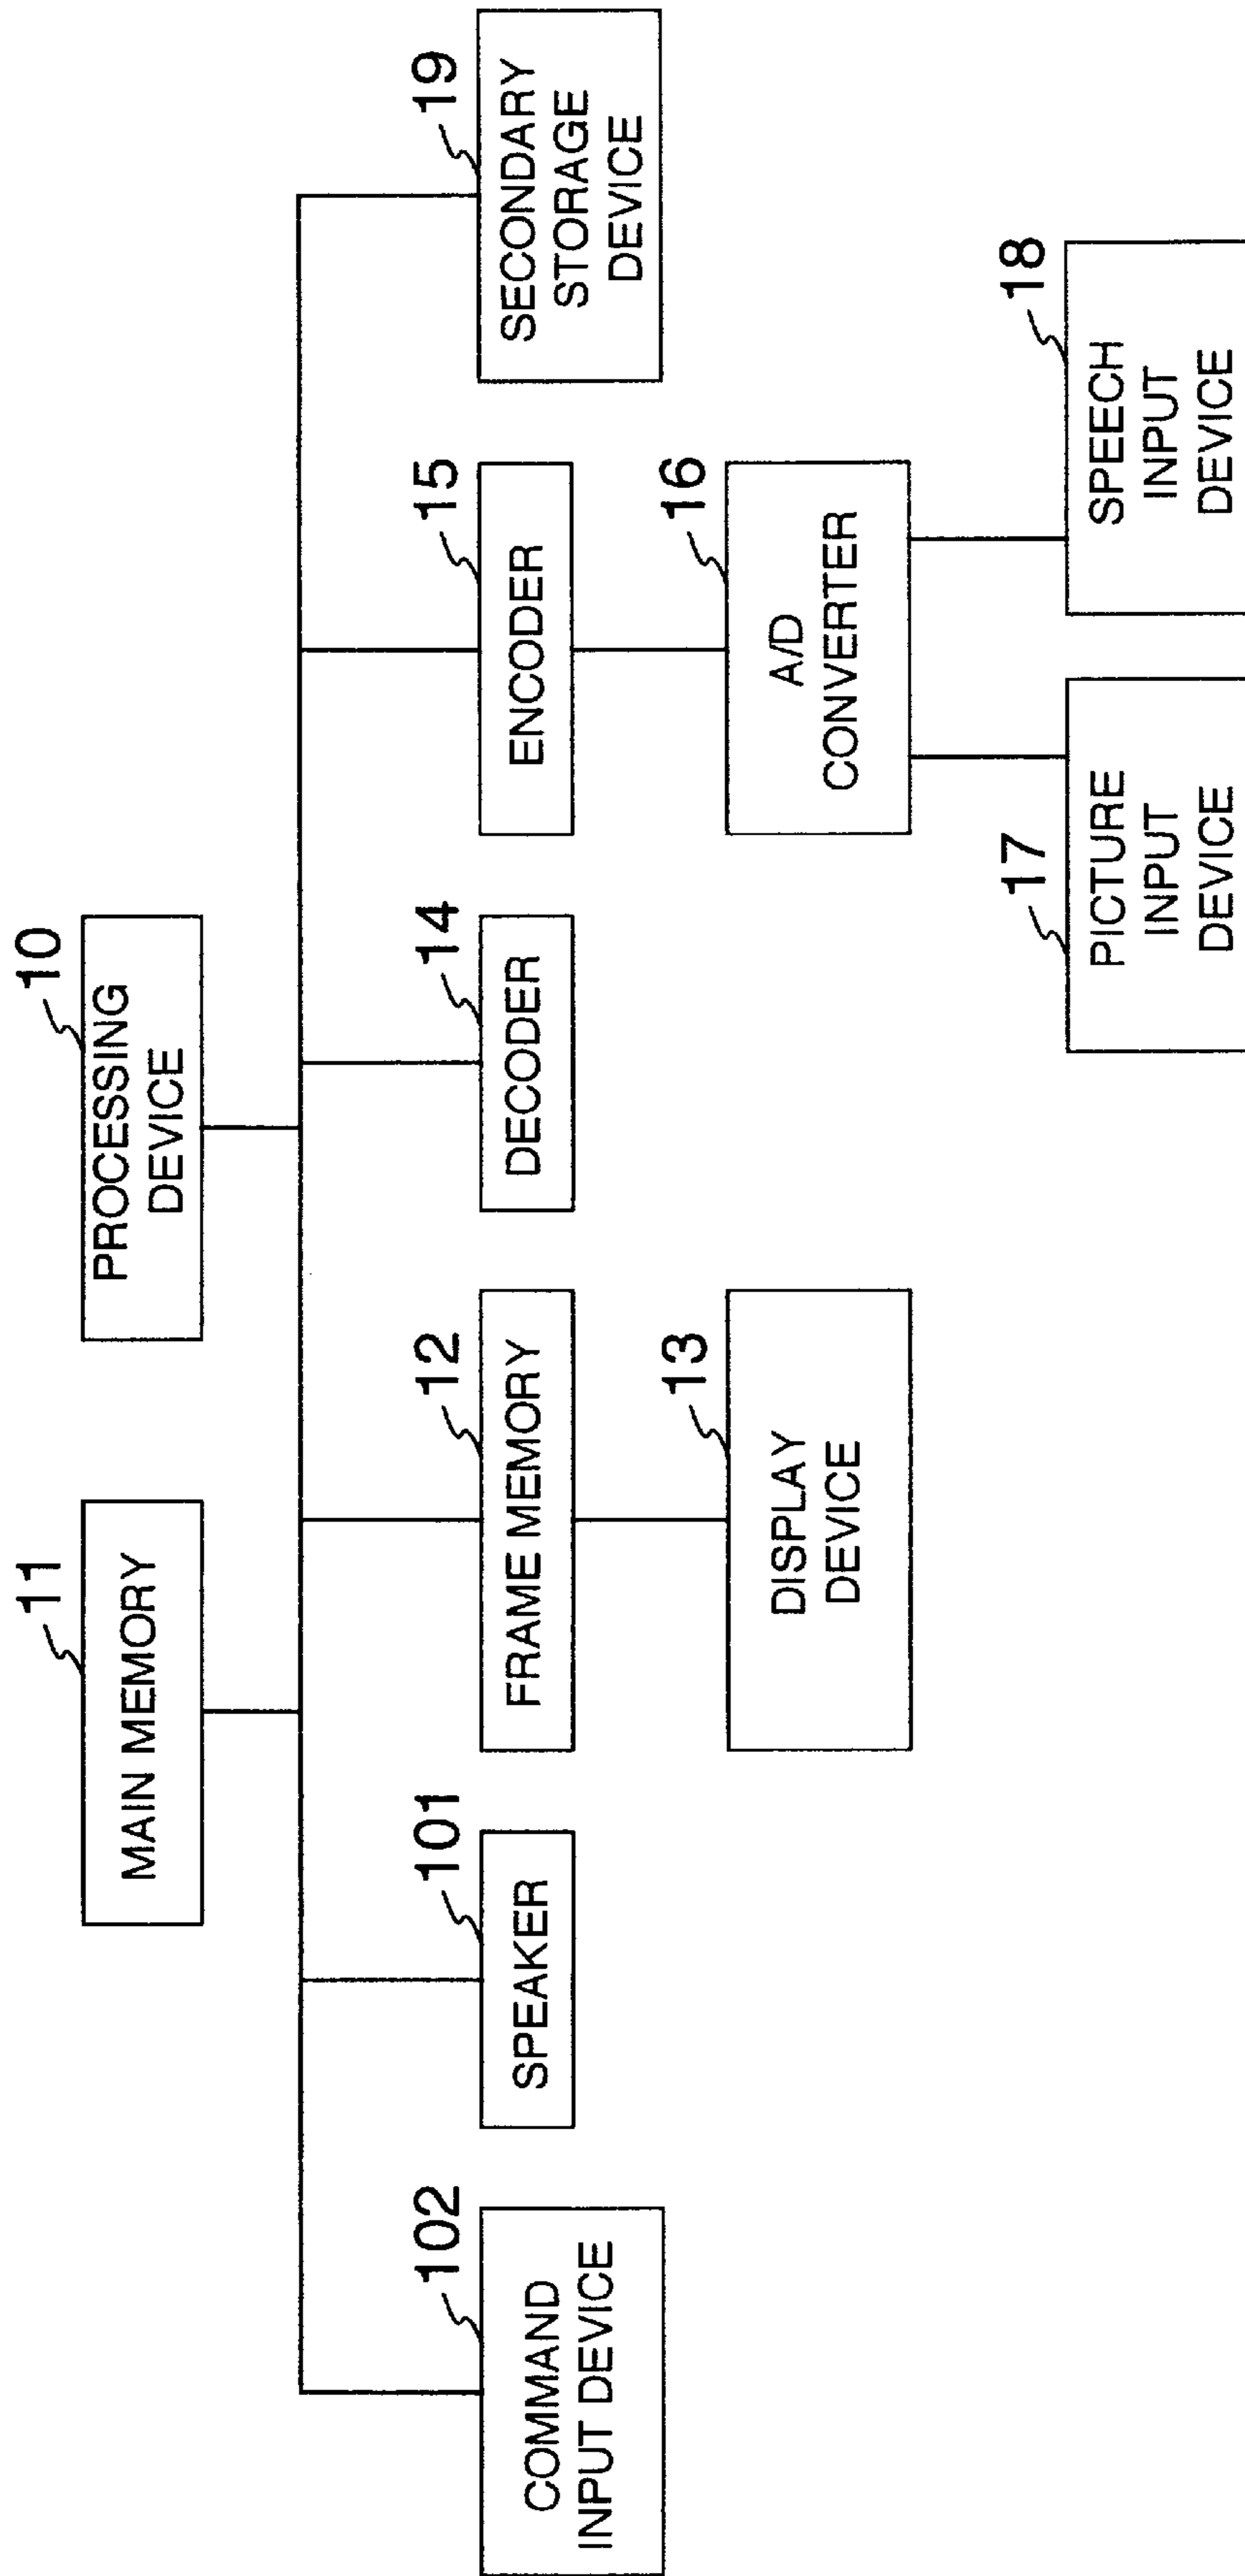 11
MAIN MEMORY
10
PROCESSING
DEVICE
102
COMMAND
INPUT DEVICE
101
SPEAKER
12
FRAME MEMORY
13
DISPLAY
DEVICE
14
DECODER
15
ENCODER
16
A/D
CONVERTER
17
PICTURE
INPUT
DEVICE
18
SPEECH
INPUT
DEVICE
19
SECONDARY
STORAGE
DEVICE